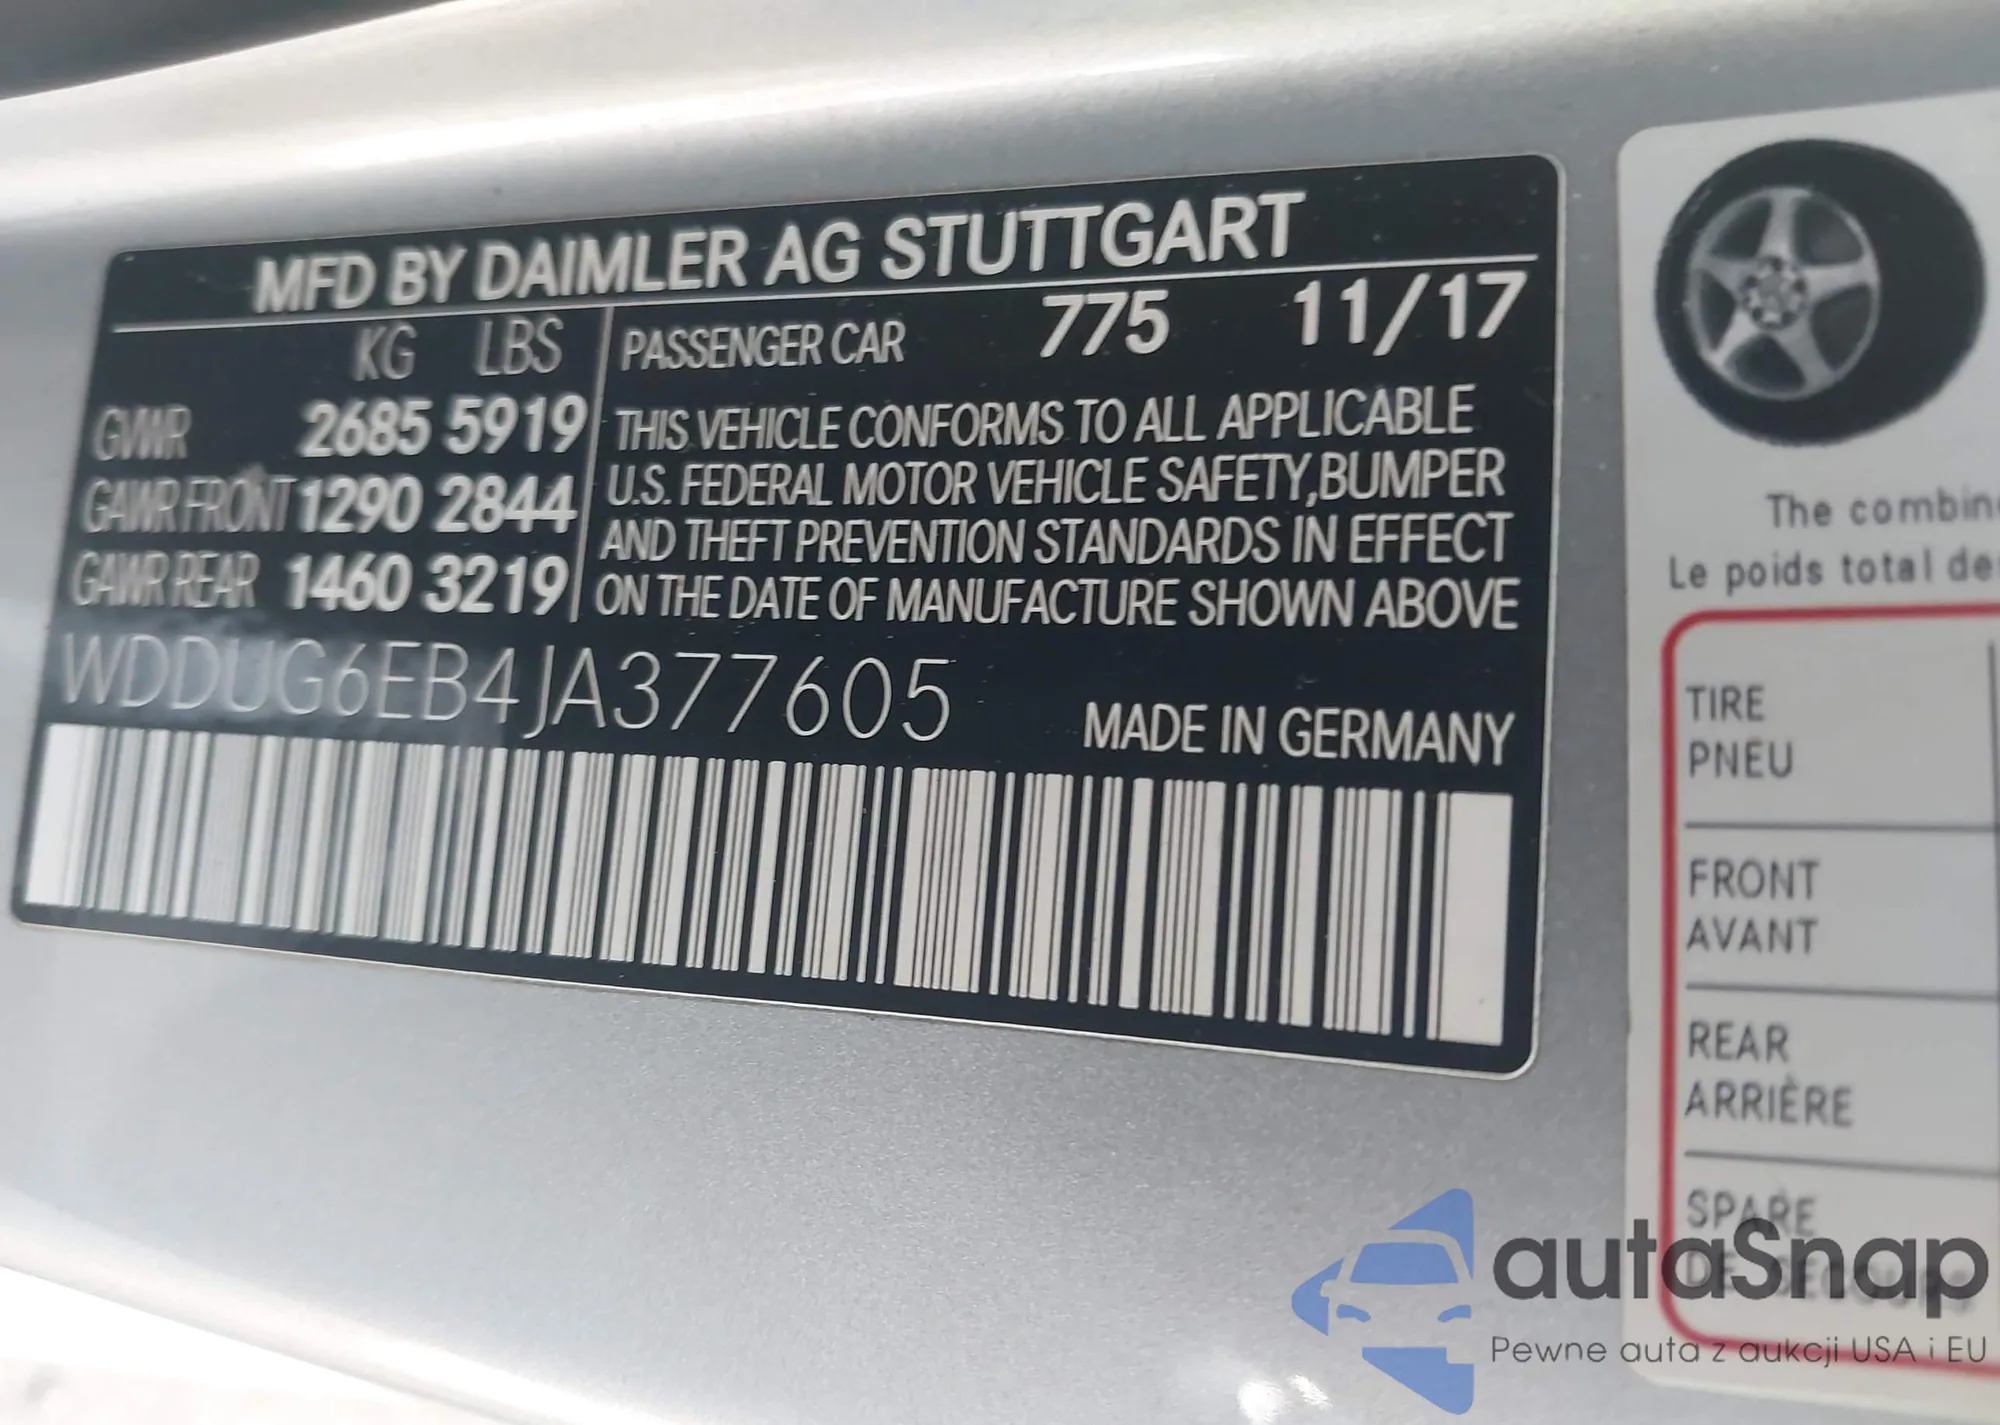 MFD BY DAIMLER AG STUTTGART
KG LBS
GVWR 2685 5919
GAWR FRONT 1290 2844
GAWR REAR 1460 3219
PASSENGER CAR 775 11/17
THIS VEHICLE CONFORMS TO ALL APPLICABLE
U.S. FEDERAL MOTOR VEHICLE SAFETY,BUMPER
AND THEFT PREVENTION STANDARDS IN EFFECT
ON THE DATE OF MANUFACTURE SHOWN ABOVE
WDDUG6EB4JA377605
MADE IN GERMANY
The combin
Le poids total de
TIRE
PNEU
FRONT
AVANT
REAR
ARRIÈRE
SPARE
DE SECOURS
autaSnap
Pewne auta z aukcji USA i EU